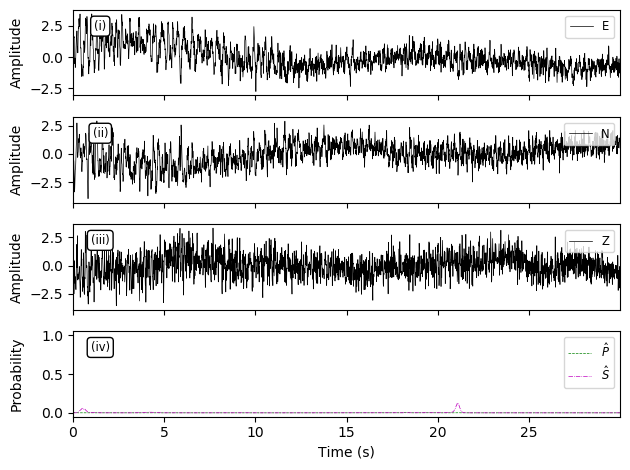 Amplitude
2.5
0.0
−2.5
(i)
E
Amplitude
2.5
0.0
−2.5
(ii)
N
Amplitude
2.5
0.0
−2.5
(iii)
Z
Probability
1.0
0.5
0.0
(iv)
P̂
Ŝ
0 5 10 15 20 25
Time (s)